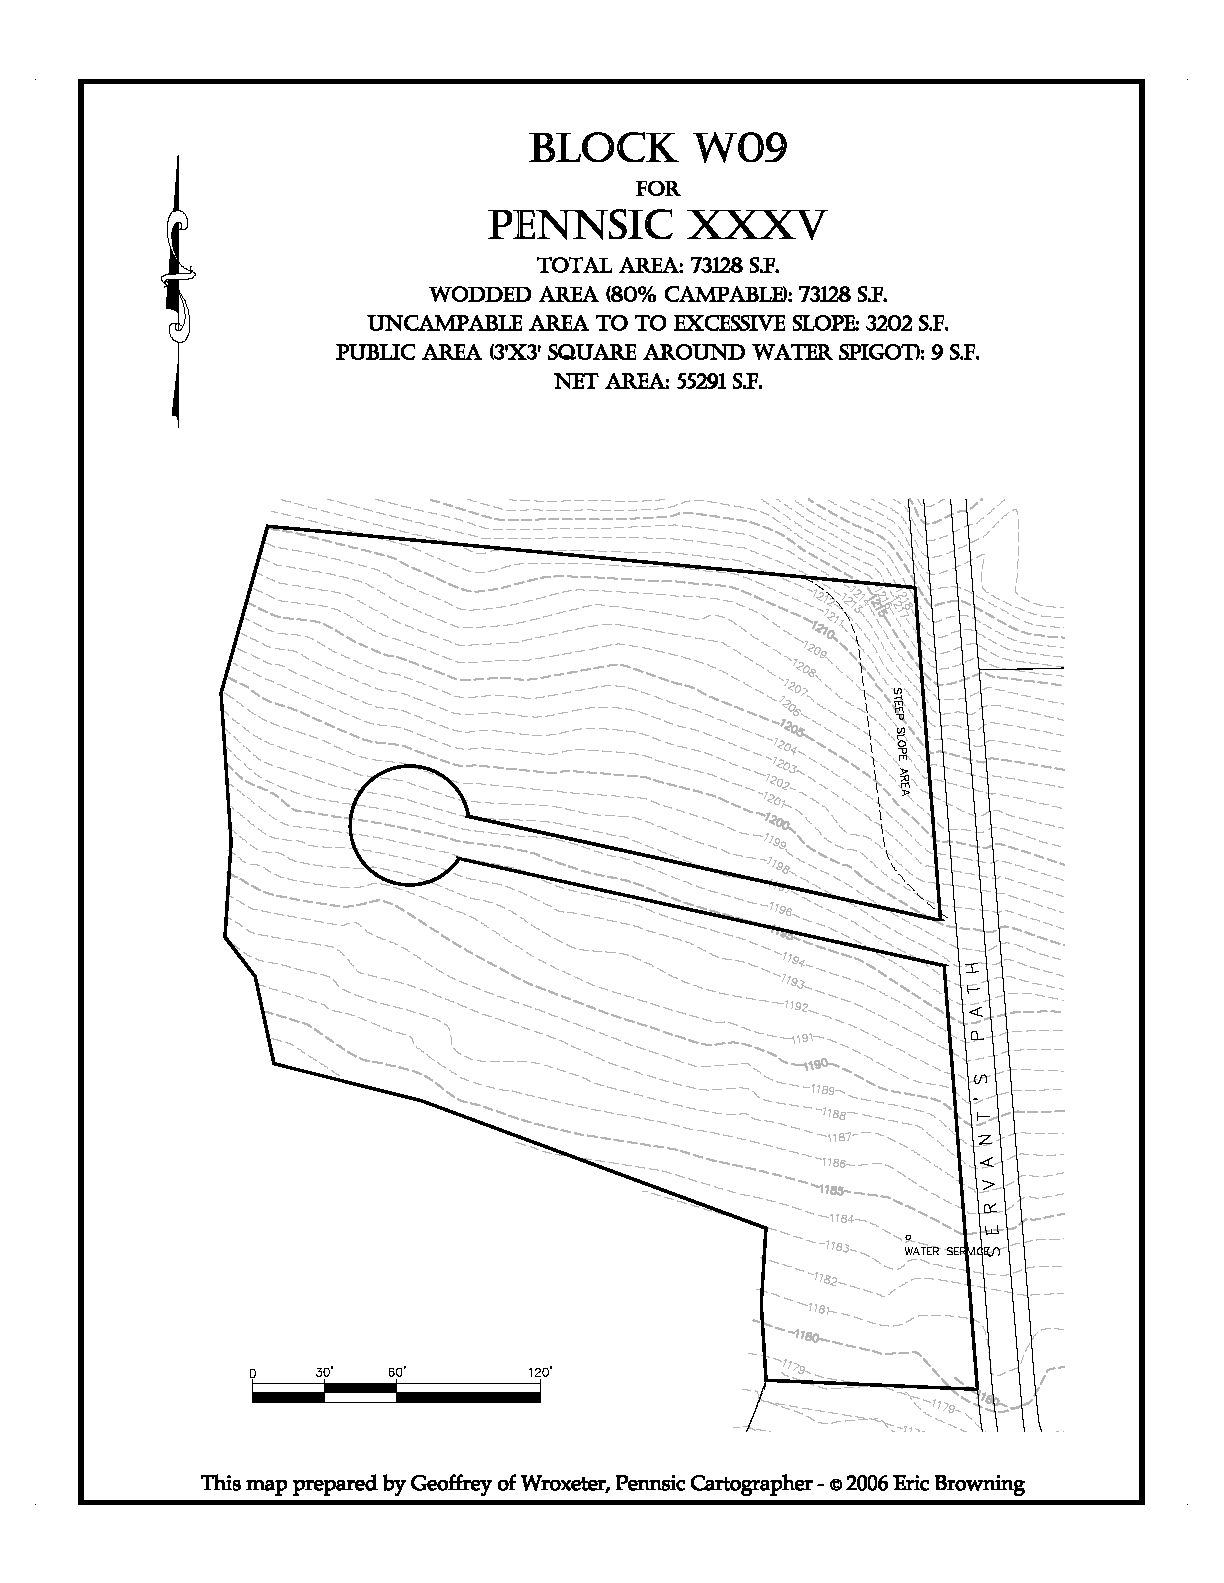 BLOCK W09
FOR
PENNSIC XXXV
TOTAL AREA: 73128 S.F.
WODDED AREA (80% CAMPABLE): 73128 S.F.
UNCAMPABLE AREA TO TO EXCESSIVE SLOPE: 3202 S.F.
PUBLIC AREA (3'X3' SQUARE AROUND WATER SPIGOT): 9 S.F.
NET AREA: 55291 S.F.
1212
1213
1211
1210
1209
1208
1207
1206
1205
1204
1203
1202
1201
1200
1199
1198
1196
1195
1194
1193
1192
1191
1190
1189
1188
1187
1186
1185
1184
1183
1182
1181
1180
1179
1180
1179
STEEP SLOPE AREA
SERVANT'S PATH
WATER SERVICE
0 30' 60' 120'
This map prepared by Geoffrey of Wroxeter, Pennsic Cartographer - © 2006 Eric Browning